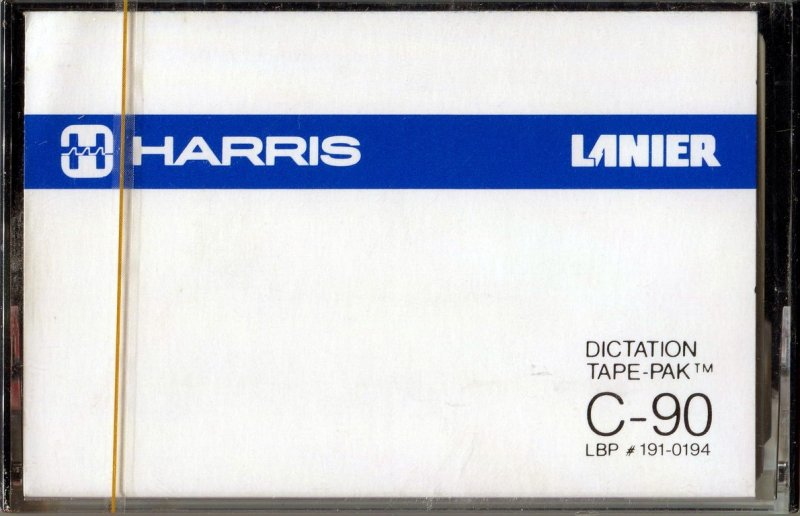 HARRIS LANIER
DICTATION
TAPE-PAK™
C-90
LBP # 191-0194